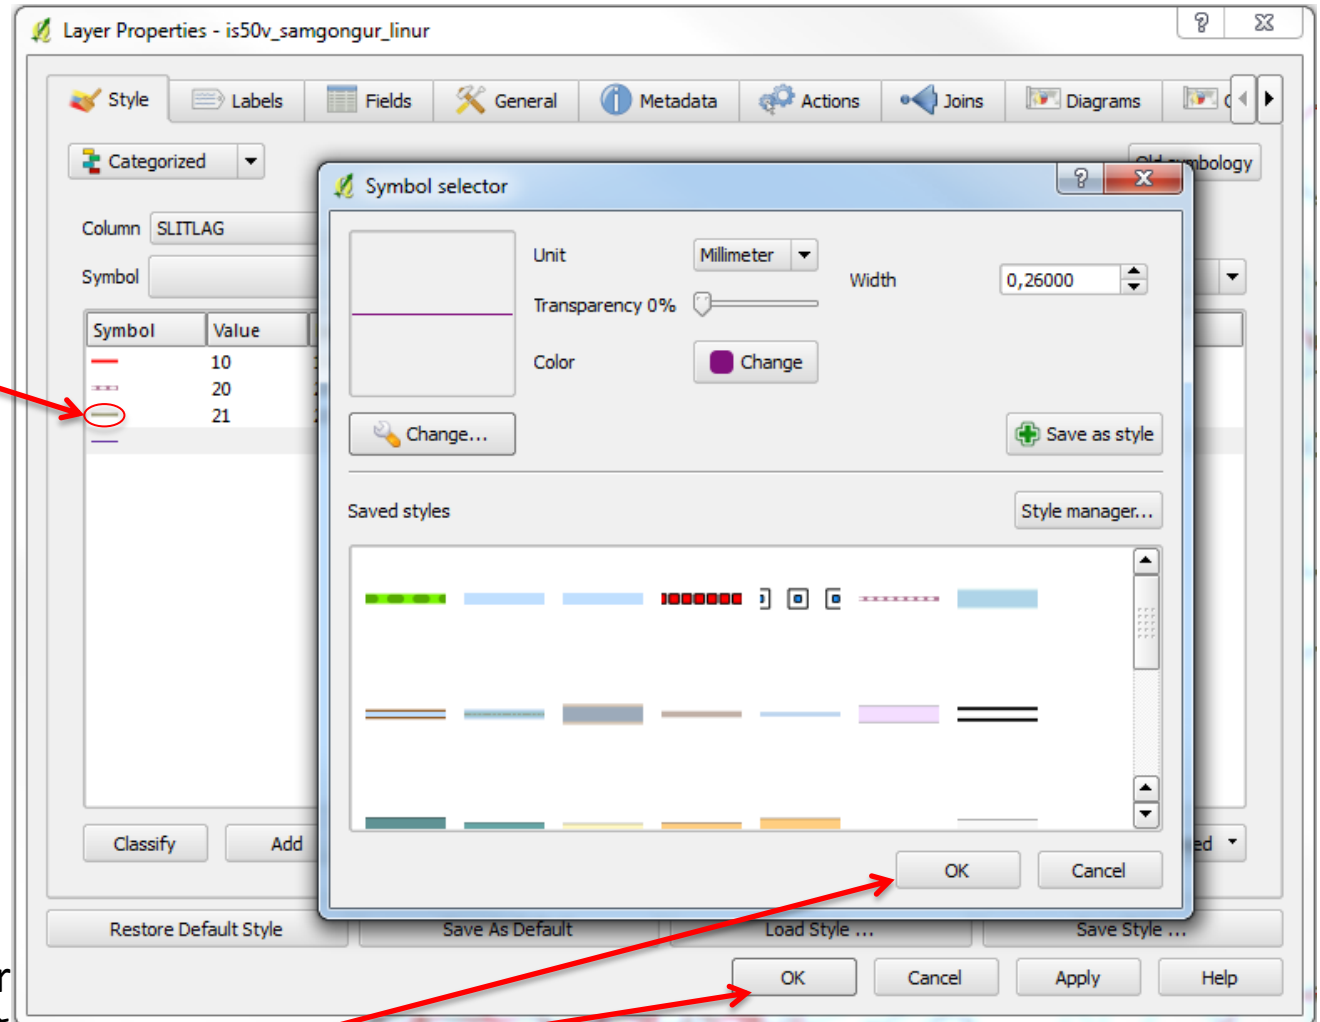 Layer Properties - is50v_samgongur_linur
Style Labels Fields General Metadata Actions Joins Diagrams
Categorized
symbology
Symbol selector
Column SLITLAG
Symbol
Unit Millimeter
Width 0,26000
Transparency 0%
Color Change
Symbol Value
10
20
21
Change...
Save as style
Saved styles
Style manager...
Classify Add
OK Cancel
Restore Default Style Save As Default Load Style ... Save Style ...
OK Cancel Apply Help